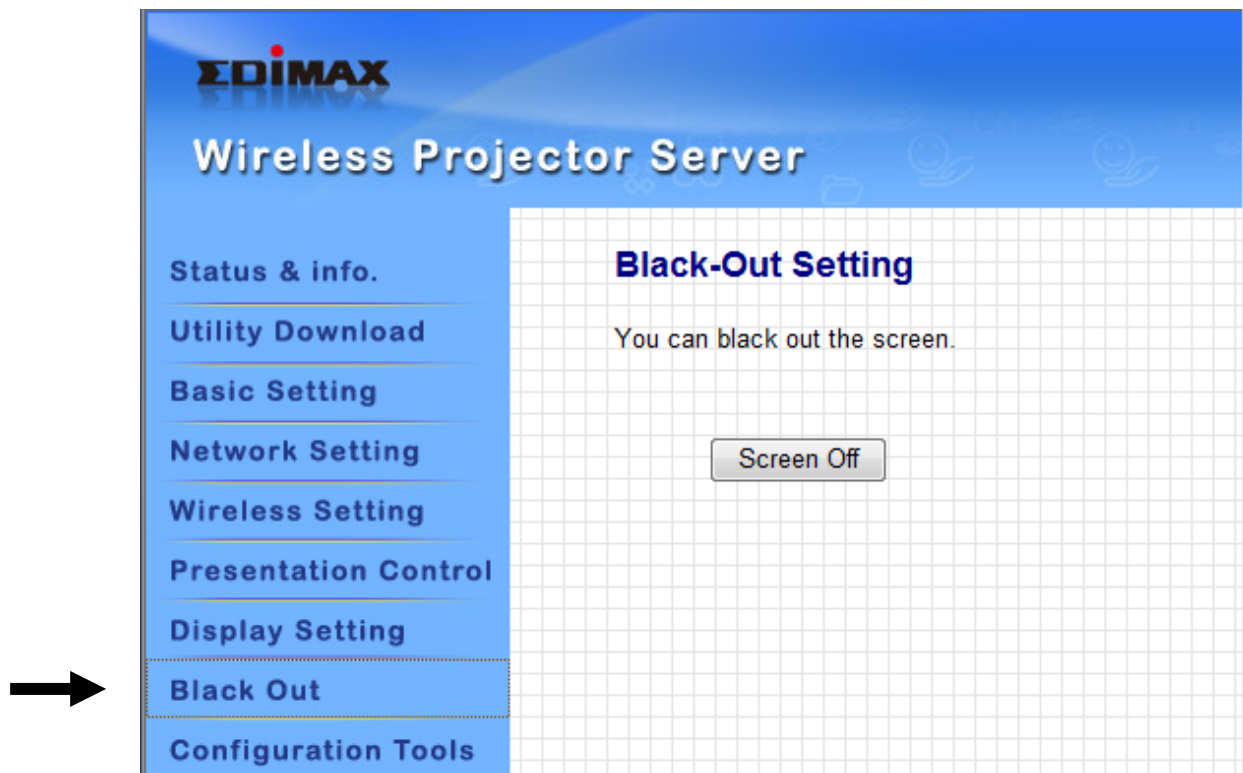 EDIMAX
Wireless Projector Server
Status & info.
Utility Download
Basic Setting
Network Setting
Wireless Setting
Presentation Control
Display Setting
Black Out
Configuration Tools
Black-Out Setting
You can black out the screen.
Screen Off